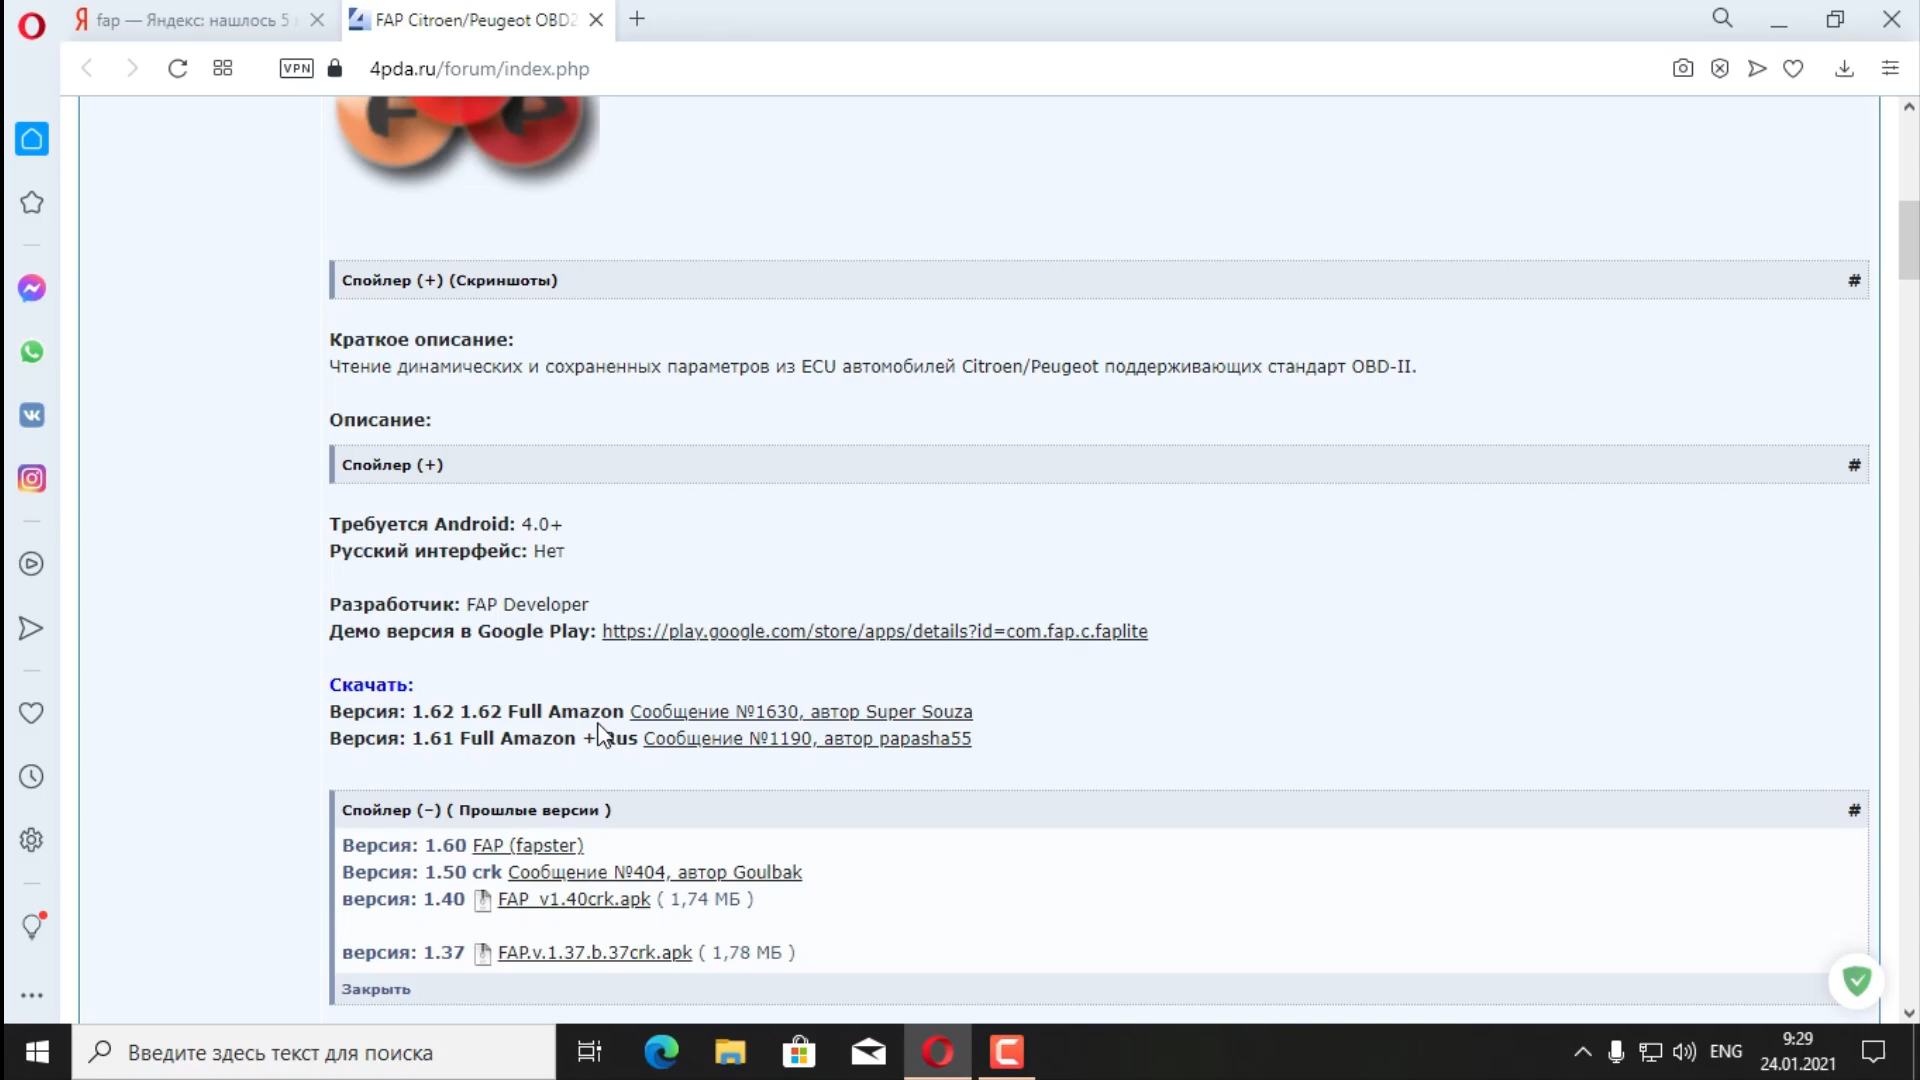 fap — Яндекс: нашлось 5
FAP Citroen/Peugeot OBD2
VPN
4pda.ru/forum/index.php
Спойлер (+) (Скриншоты)
#
Краткое описание:
Чтение динамических и сохраненных параметров из ECU автомобилей Citroen/Peugeot поддерживающих стандарт OBD-II.
Описание:
Спойлер (+)
#
Требуется Android: 4.0+
Русский интерфейс: Нет
Разработчик: FAP Developer
Демо версия в Google Play: https://play.google.com/store/apps/details?id=com.fap.c.faplite
Скачать:
Версия: 1.62 1.62 Full Amazon Сообщение №1630, автор Super Souza
Версия: 1.61 Full Amazon + Rus Сообщение №1190, автор papasha55
Спойлер (−) ( Прошлые версии )
#
Версия: 1.60 FAP (fapster)
Версия: 1.50 crk Сообщение №404, автор Goulbak
версия: 1.40 FAP_v1.40crk.apk ( 1,74 МБ )
версия: 1.37 FAP.v.1.37.b.37crk.apk ( 1,78 МБ )
Закрыть
Введите здесь текст для поиска
ENG
9:29
24.01.2021